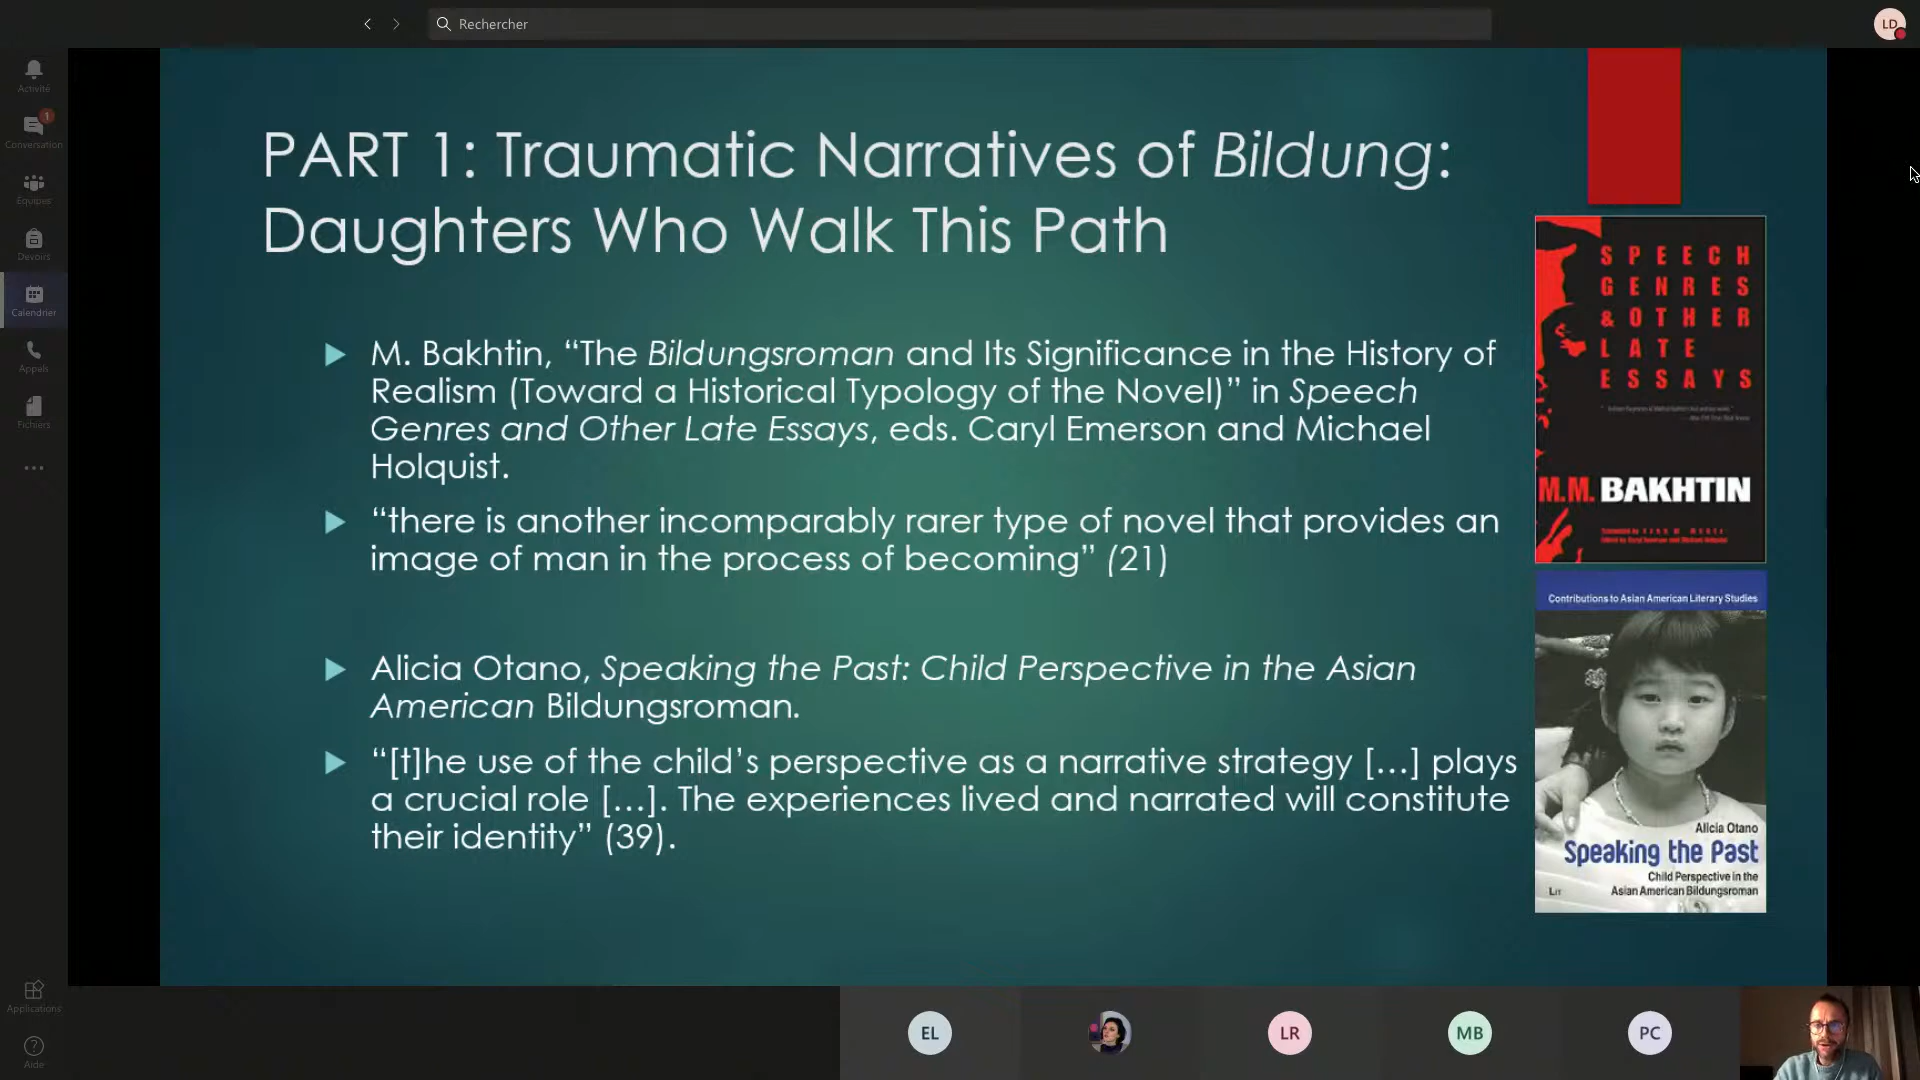 Rechercher
LD
Activité
1
Conversation
Équipes
Devoirs
Calendrier
Appels
Fichiers
Applications
Aide
PART 1: Traumatic Narratives of Bildung:
Daughters Who Walk This Path
M. Bakhtin, “The Bildungsroman and Its Significance in the History of
Realism (Toward a Historical Typology of the Novel)” in Speech
Genres and Other Late Essays, eds. Caryl Emerson and Michael
Holquist.
“there is another incomparably rarer type of novel that provides an
image of man in the process of becoming” (21)
Alicia Otano, Speaking the Past: Child Perspective in the Asian
American Bildungsroman.
“[t]he use of the child’s perspective as a narrative strategy […] plays
a crucial role […]. The experiences lived and narrated will constitute
their identity” (39).
SPEECH
GENRES
& OTHER
LATE
ESSAYS
M.M. BAKHTIN
Contributions to Asian American Literary Studies
Alicia Otano
Speaking the Past
Child Perspective in the
LIT Asian American Bildungsroman
EL
LR
MB
PC